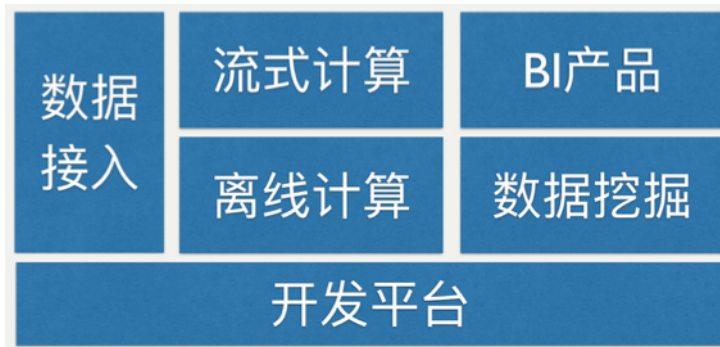 数据
接入
流式计算
BI产品
离线计算
数据挖掘
开发平台